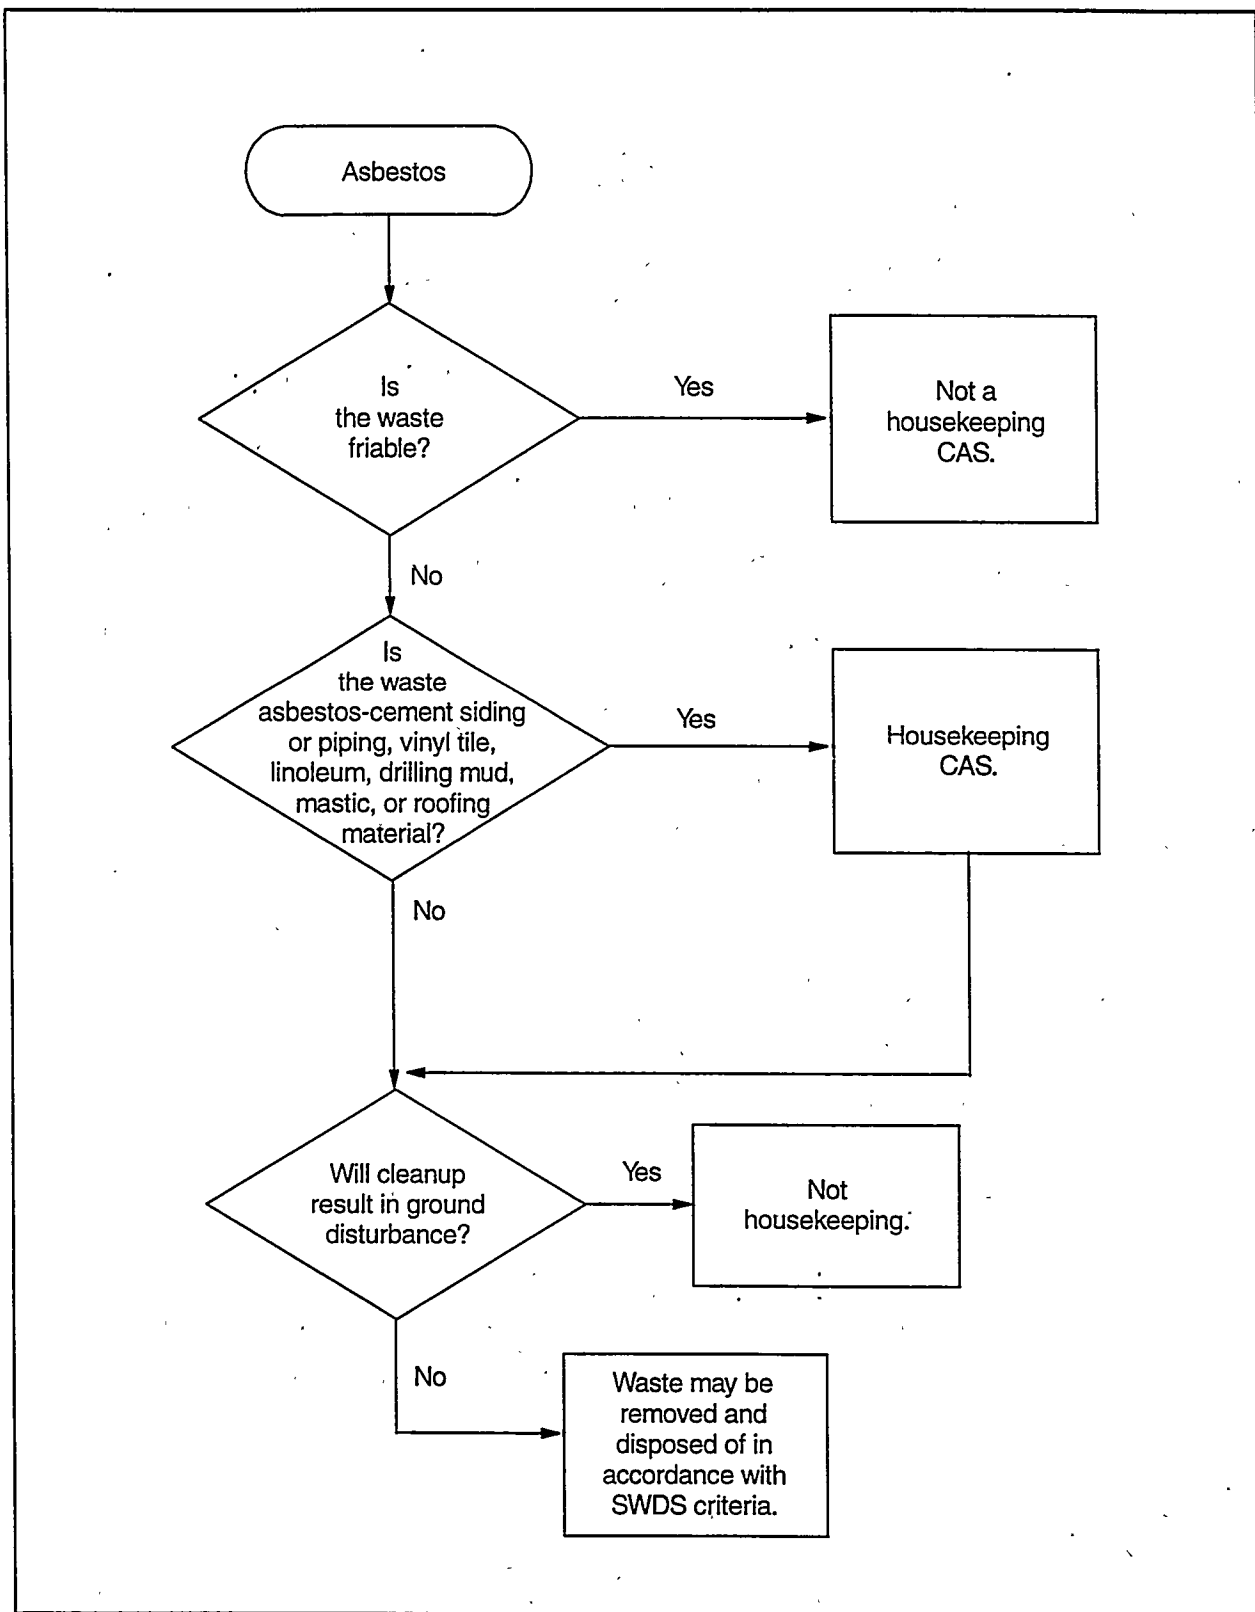 Asbestos
Is
the waste
friable?
Yes
Not a
housekeeping
CAS.
No
Is
the waste
asbestos-cement siding
or piping, vinyl tile,
linoleum, drilling mud,
mastic, or roofing
material?
Yes
Housekeeping
CAS.
No
Will cleanup
result in ground
disturbance?
Yes
Not
housekeeping.
No
Waste may be
removed and
disposed of in
accordance with
SWDS criteria.